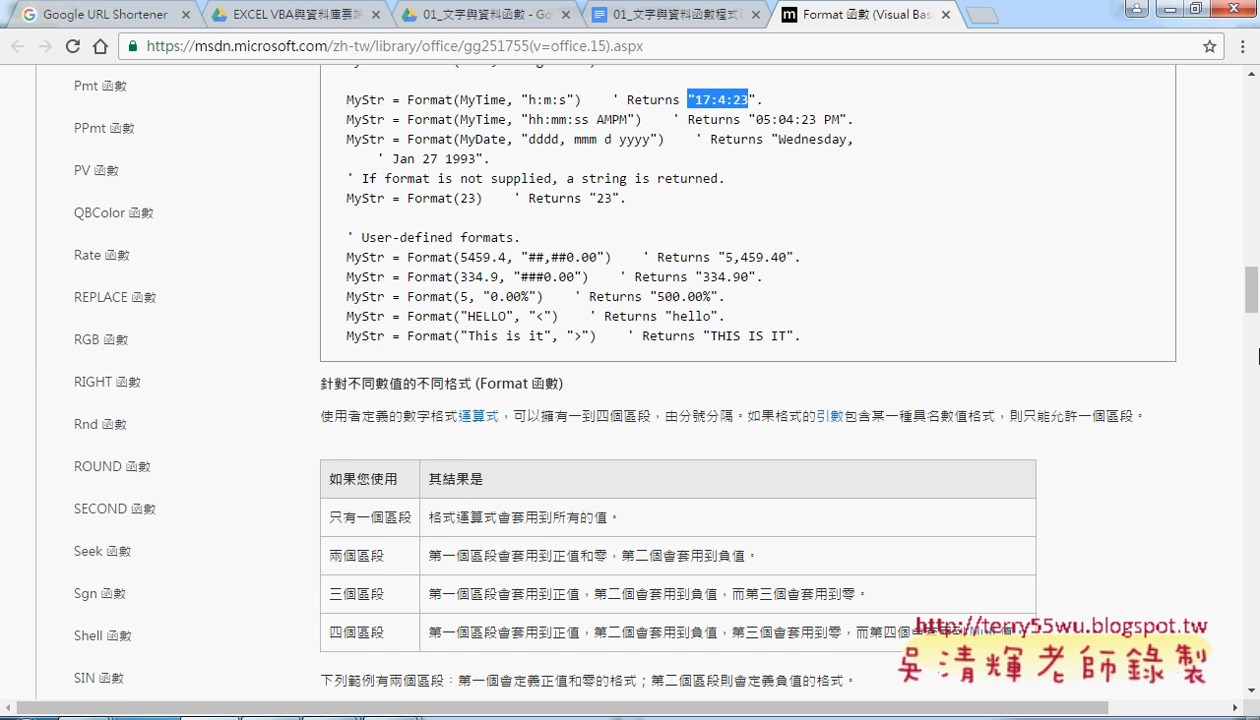 Google URL Shortener
EXCEL VBA與資料庫雲端
01_文字與資料函數 - Go
01_文字與資料函數程式
Format 函數 (Visual Bas
https://msdn.microsoft.com/zh-tw/library/office/gg251755(v=office.15).aspx
Pmt 函數
PPmt 函數
PV 函數
QBColor 函數
Rate 函數
REPLACE 函數
RGB 函數
RIGHT 函數
Rnd 函數
ROUND 函數
SECOND 函數
Seek 函數
Sgn 函數
Shell 函數
SIN 函數
MyStr = Format(MyTime, "h:m:s")    ' Returns "17:4:23".
MyStr = Format(MyTime, "hh:mm:ss AMPM")    ' Returns "05:04:23 PM".
MyStr = Format(MyDate, "dddd, mmm d yyyy")    ' Returns "Wednesday,
' Jan 27 1993".
' If format is not supplied, a string is returned.
MyStr = Format(23)    ' Returns "23".
' User-defined formats.
MyStr = Format(5459.4, "##,##0.00")    ' Returns "5,459.40".
MyStr = Format(334.9, "###0.00")    ' Returns "334.90".
MyStr = Format(5, "0.00%")    ' Returns "500.00%".
MyStr = Format("HELLO", "<")    ' Returns "hello".
MyStr = Format("This is it", ">")    ' Returns "THIS IS IT".
針對不同數值的不同格式 (Format 函數)
使用者定義的數字格式運算式，可以擁有一到四個區段，由分號分隔。如果格式的引數包含某一種具名數值格式，則只能允許一個區段。
如果您使用 其結果是
只有一個區段 格式運算式會套用到所有的值。
兩個區段 第一個區段會套用到正值和零，第二個會套用到負值。
三個區段 第一個區段會套用到正值，第二個會套用到負值，而第三個會套用到零。
四個區段 第一個區段會套用到正值，第二個會套用到負值，第三個會套用到零，而第四個
下列範例有兩個區段：第一個會定義正值和零的格式；第二個區段則會定義負值的格式。
http://terry55wu.blogspot.tw
吳清輝老師錄製